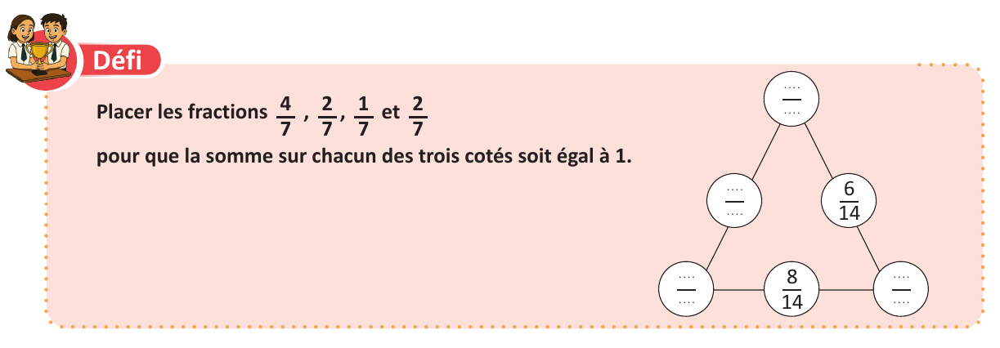 Défi
Placer les fractions 4/7 , 2/7, 1/7 et 2/7
pour que la somme sur chacun des trois cotés soit égal à 1.
..../....
..../.... 6/14
..../.... 8/14 ..../....